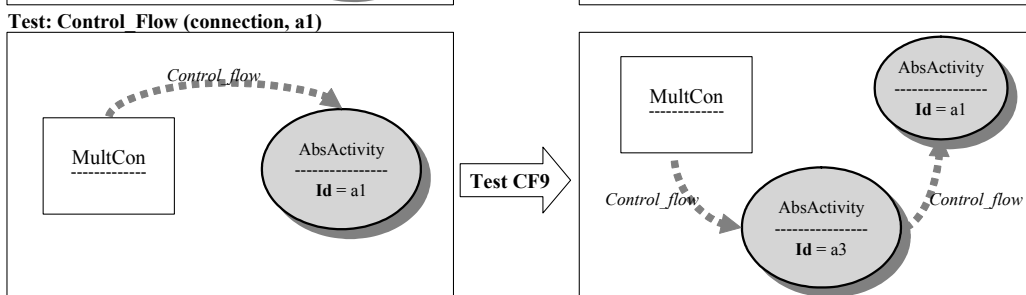 Test: Control_Flow (connection, a1)
Control_flow
MultCon
-------------
AbsActivity
-----------------
Id = a1
Test CF9
MultCon
-------------
AbsActivity
-----------------
Id = a1
Control_flow
AbsActivity
-----------------
Id = a3
Control_flow